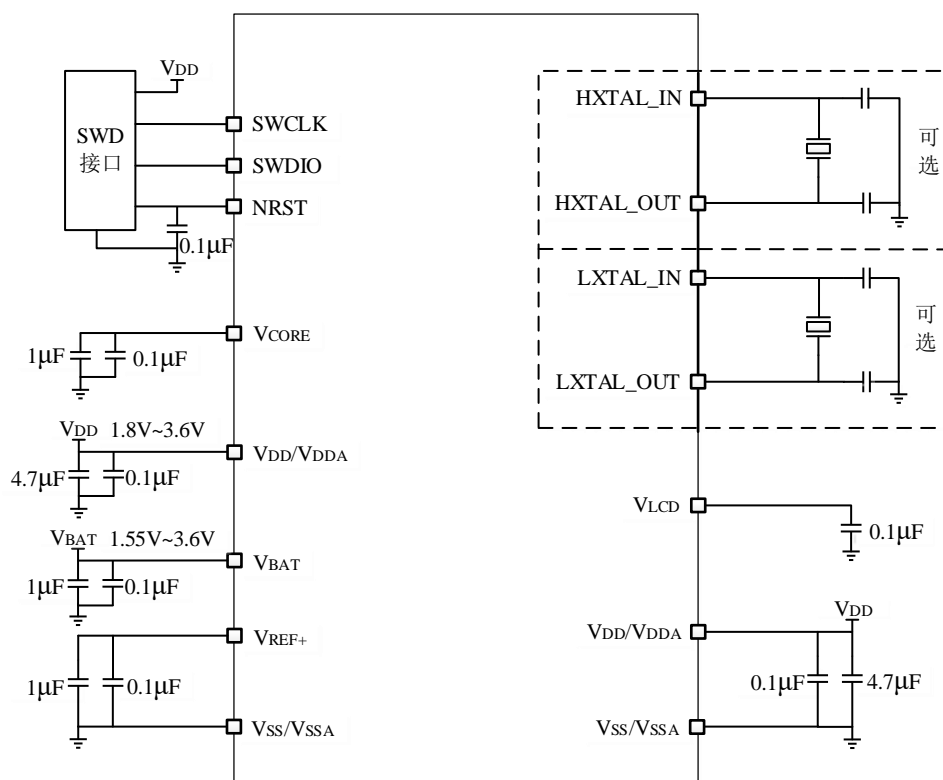 VDD
SWD
接口
SWCLK
SWDIO
NRST
0.1μF
VCORE
1μF
0.1μF
VDD 1.8V~3.6V
VDD/VDDA
4.7μF
0.1μF
VBAT 1.55V~3.6V
VBAT
1μF
0.1μF
VREF+
1μF
0.1μF
VSS/VSSA
HXTAL_IN
可
选
HXTAL_OUT
LXTAL_IN
可
选
LXTAL_OUT
VLCD
0.1μF
VDD
VDD/VDDA
0.1μF
4.7μF
VSS/VSSA